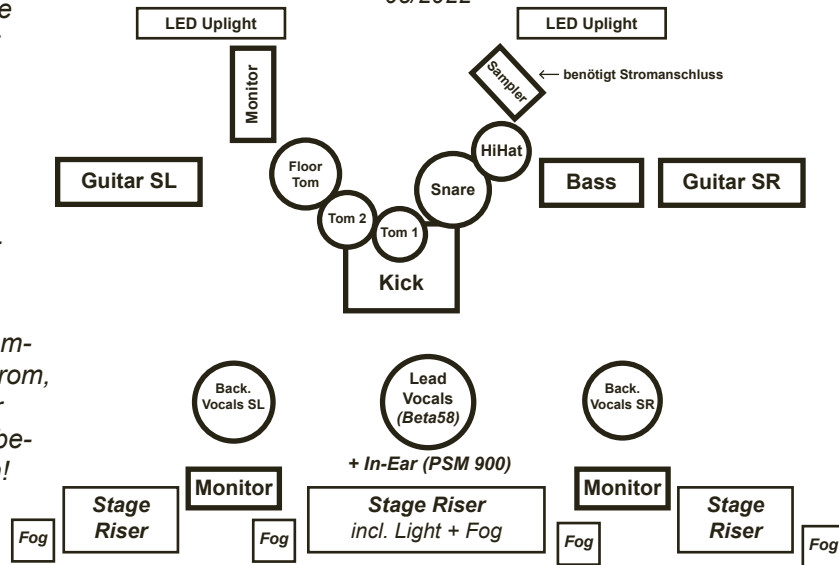 LED Uplight
LED Uplight
Monitor
Sampler
← benötigt Stromanschluss
HiHat
Floor
Tom
Snare
Guitar SL
Bass
Guitar SR
Tom 2
Tom 1
Kick
rom,
be-
Back.
Vocals SL
Lead
Vocals
(Beta58)
Back.
Vocals SR
+ In-Ear (PSM 900)
Monitor
Monitor
Stage
Riser
Stage Riser
incl. Light + Fog
Stage
Riser
Fog
Fog
Fog
Fog